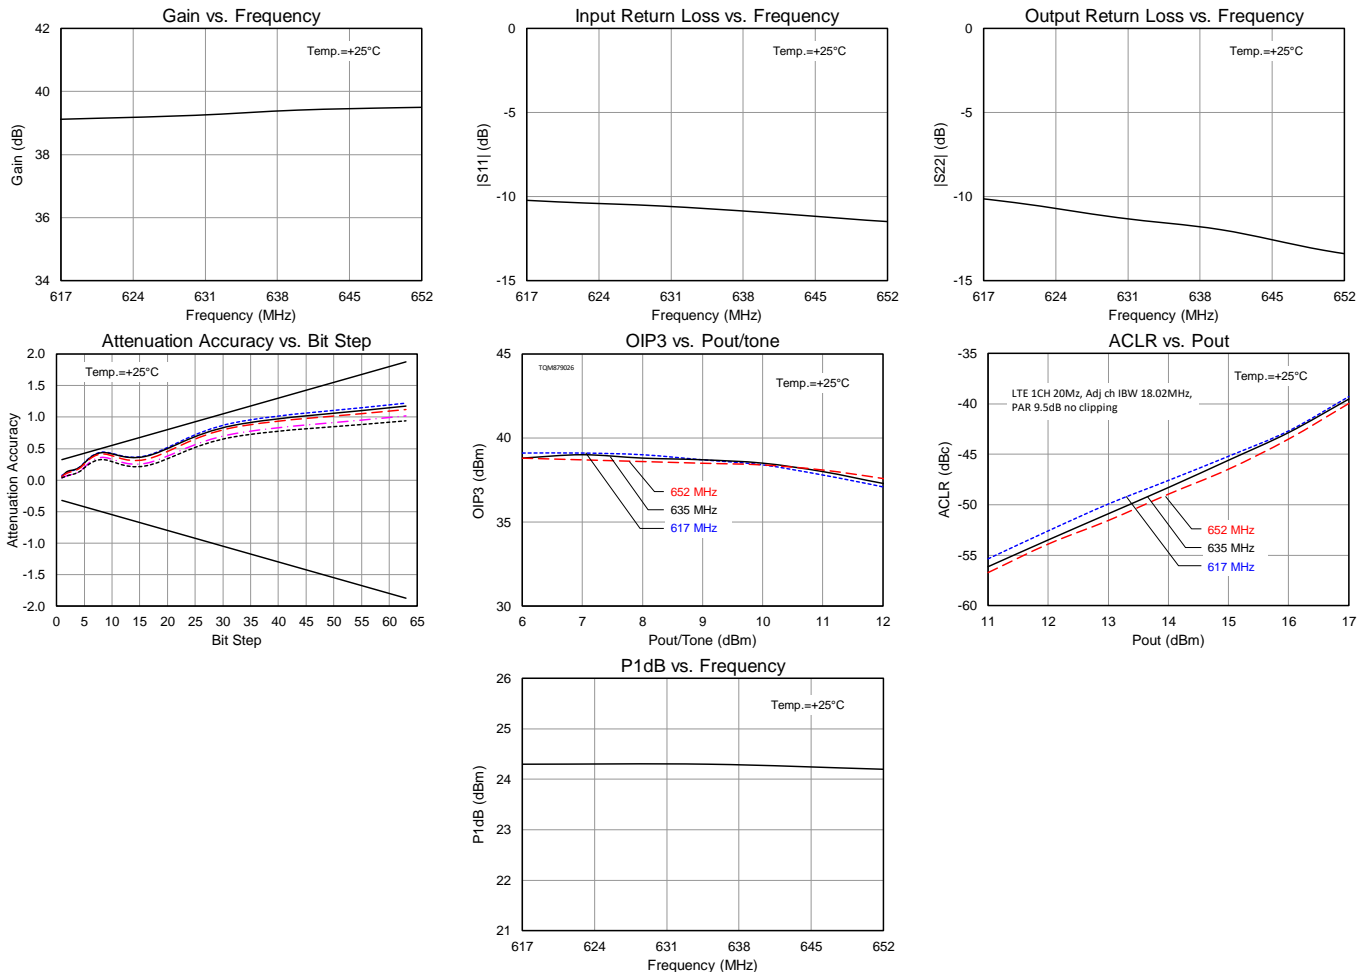 Gain vs. Frequency
42
40
38
36
34
Gain (dB)
Temp.=+25°C
617 624 631 638 645 652
Frequency (MHz)
Input Return Loss vs. Frequency
0
-5
-10
-15
|S11| (dB)
Temp.=+25°C
617 624 631 638 645 652
Frequency (MHz)
Output Return Loss vs. Frequency
0
-5
-10
-15
|S22| (dB)
Temp.=+25°C
617 624 631 638 645 652
Frequency (MHz)
Attenuation Accuracy vs. Bit Step
2.0
1.5
1.0
0.5
0.0
-0.5
-1.0
-1.5
-2.0
Attenuation Accuracy
Temp.=+25°C
0 5 10 15 20 25 30 35 40 45 50 55 60 65
Bit Step
OIP3 vs. Pout/tone
45
40
35
30
OIP3 (dBm)
TQM879026
Temp.=+25°C
652 MHz
635 MHz
617 MHz
6 7 8 9 10 11 12
Pout/Tone (dBm)
ACLR vs. Pout
-35
-40
-45
-50
-55
-60
ACLR (dBc)
Temp.=+25°C
LTE 1CH 20Mz, Adj ch IBW 18.02MHz,
PAR 9.5dB no clipping
652 MHz
635 MHz
617 MHz
11 12 13 14 15 16 17
Pout (dBm)
P1dB vs. Frequency
26
25
24
23
22
21
P1dB (dBm)
Temp.=+25°C
617 624 631 638 645 652
Frequency (MHz)